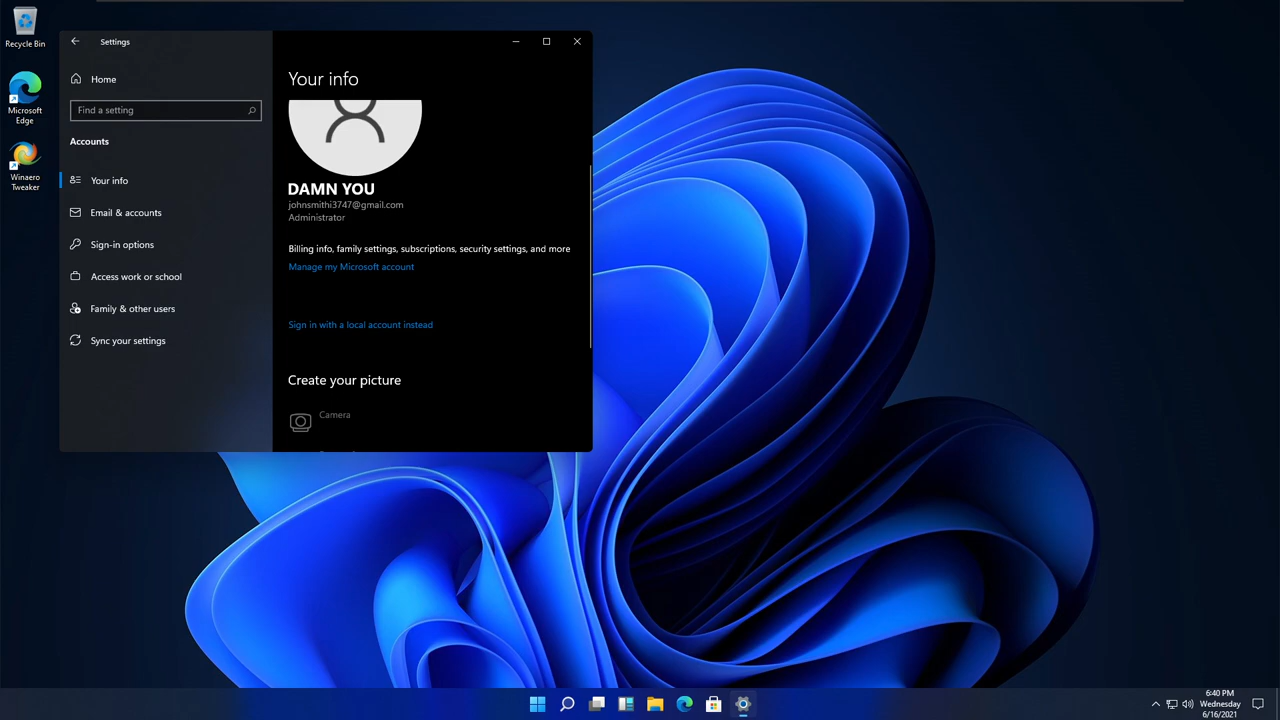 Recycle Bin
Microsoft
Edge
Winaero
Tweaker
Settings
Home
Find a setting
Accounts
Your info
Email & accounts
Sign-in options
Access work or school
Family & other users
Sync your settings
Your info
DAMN YOU
johnsmithi3747@gmail.com
Administrator
Billing info, family settings, subscriptions, security settings, and more
Manage my Microsoft account
Sign in with a local account instead
Create your picture
Camera
6:40 PM
Wednesday
6/16/2021